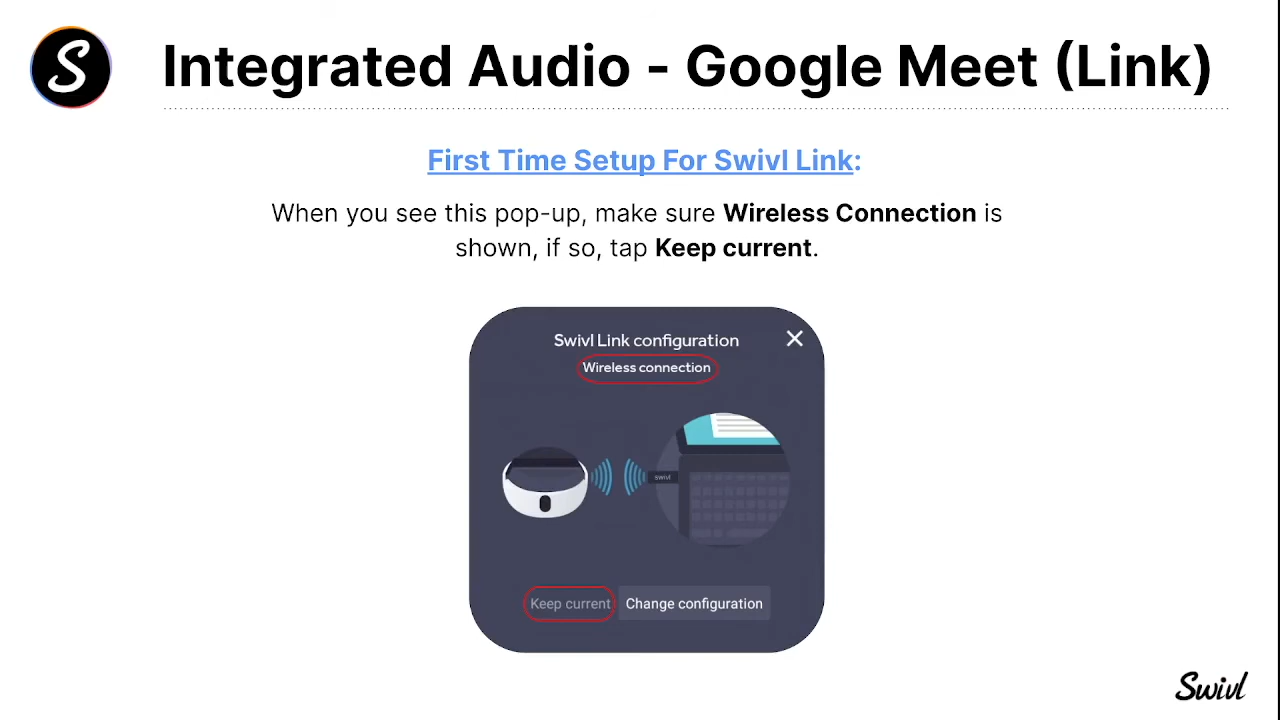 S
Integrated Audio - Google Meet (Link)
First Time Setup For Swivl Link:
When you see this pop-up, make sure Wireless Connection is
shown, if so, tap Keep current.
Swivl Link configuration
Wireless connection
swivl
Keep current
Change configuration
Swivl